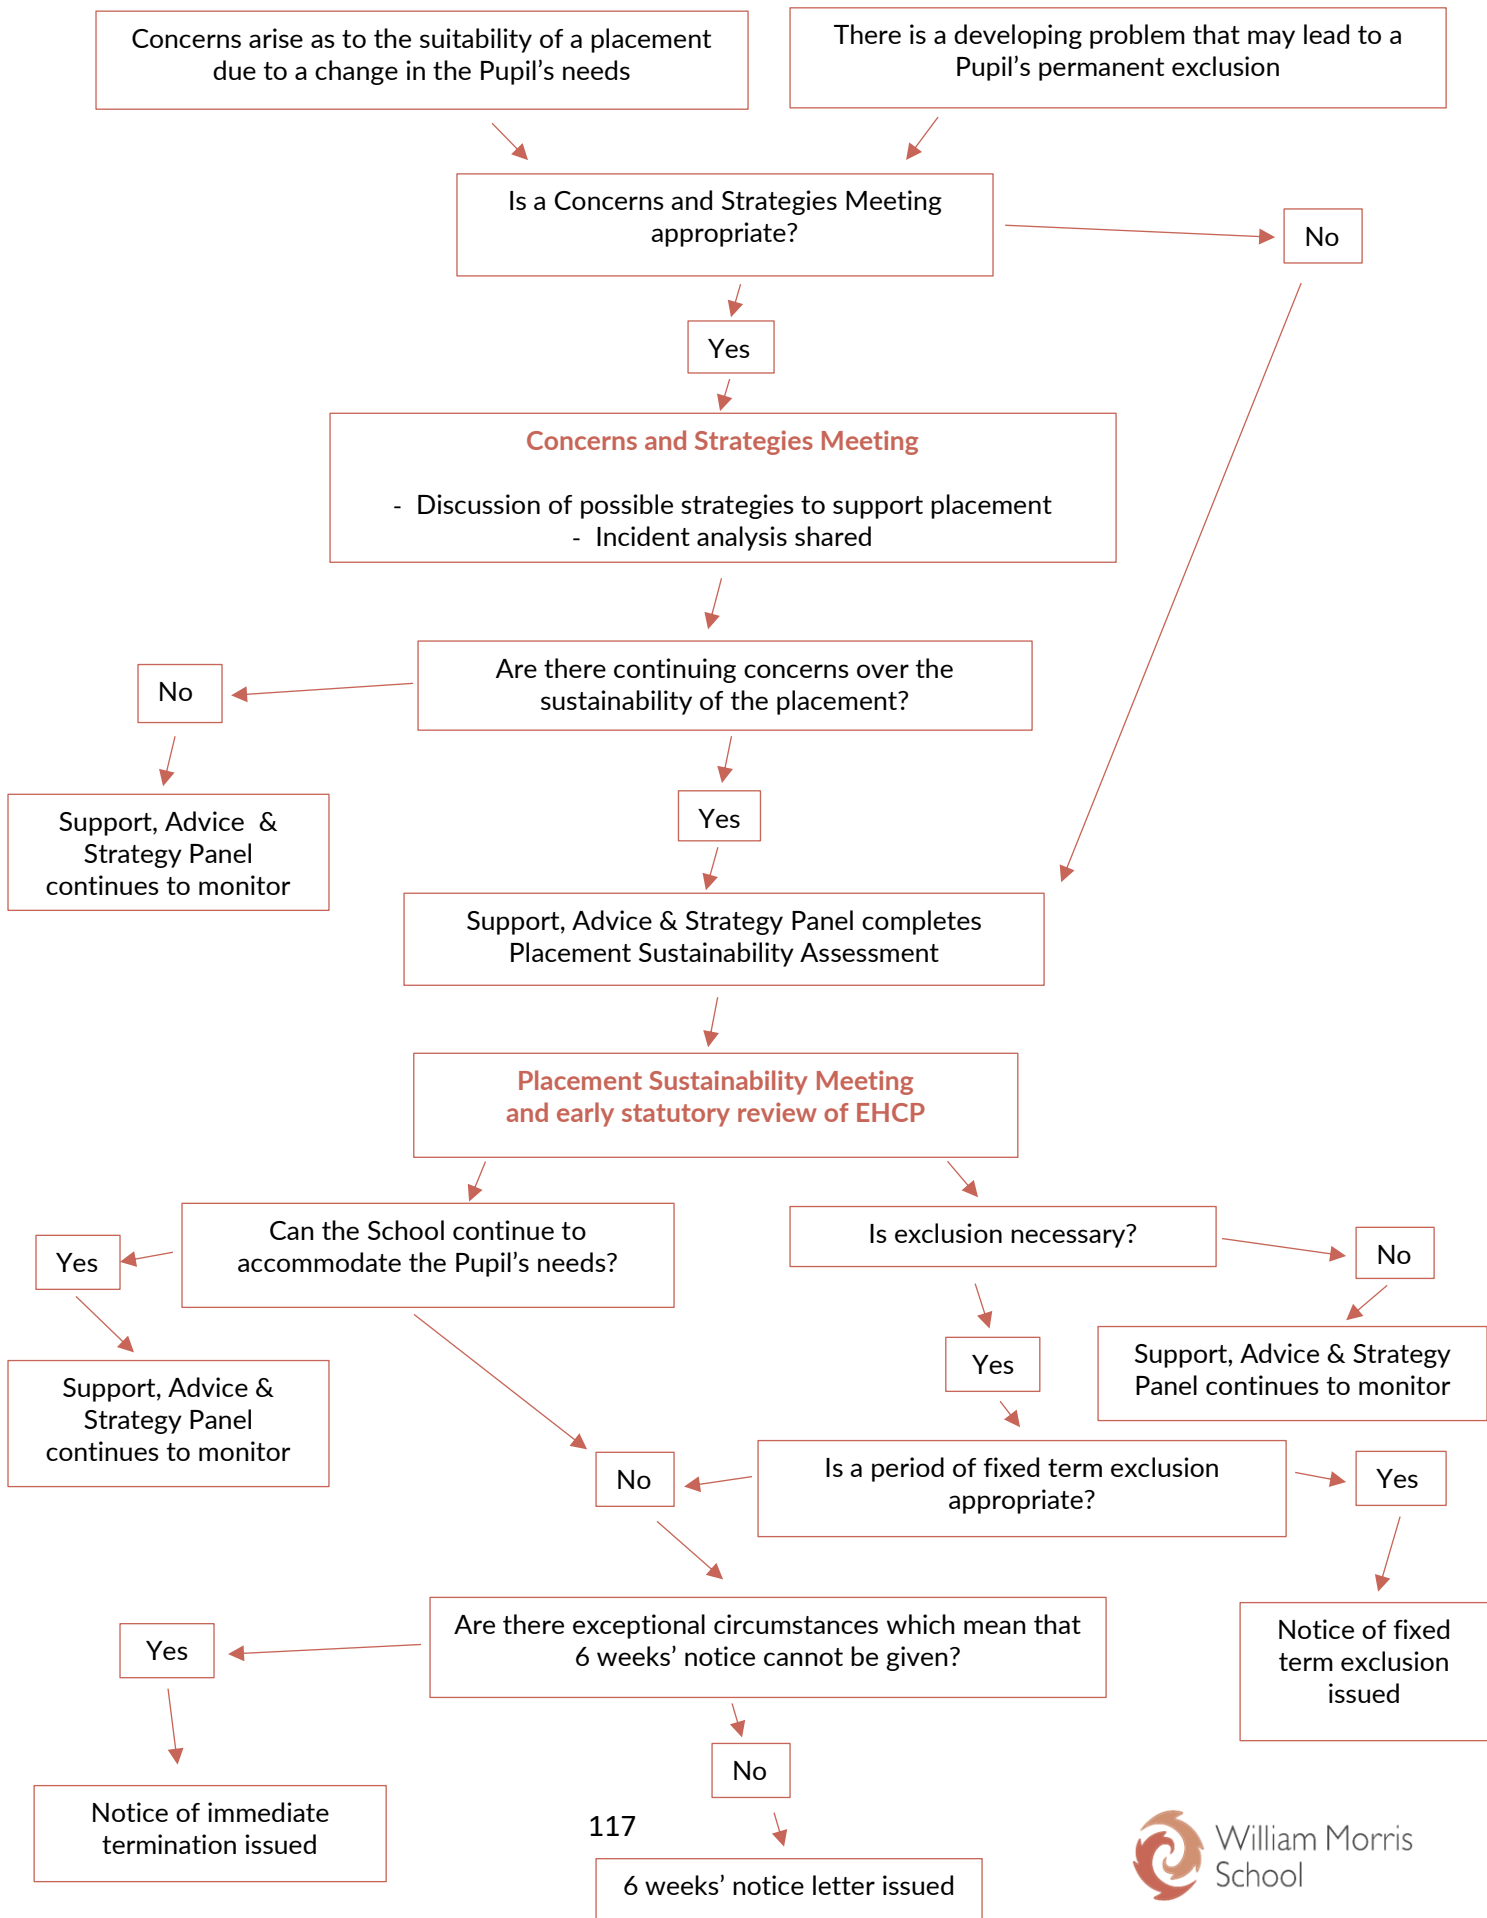 Concerns arise as to the suitability of a placement
due to a change in the Pupil’s needs
There is a developing problem that may lead to a
Pupil’s permanent exclusion
Is a Concerns and Strategies Meeting
appropriate?
No
Yes
Concerns and Strategies Meeting
- Discussion of possible strategies to support placement
- Incident analysis shared
Are there continuing concerns over the
sustainability of the placement?
No
Yes
Support, Advice &
Strategy Panel
continues to monitor
Support, Advice & Strategy Panel completes
Placement Sustainability Assessment
Placement Sustainability Meeting
and early statutory review of EHCP
Can the School continue to
accommodate the Pupil’s needs?
Is exclusion necessary?
Yes
No
Support, Advice &
Strategy Panel
continues to monitor
Yes
Support, Advice & Strategy
Panel continues to monitor
No
Is a period of fixed term exclusion
appropriate?
Yes
Are there exceptional circumstances which mean that
6 weeks’ notice cannot be given?
Yes
Notice of fixed
term exclusion
issued
No
Notice of immediate
termination issued
117
6 weeks’ notice letter issued
William Morris
School